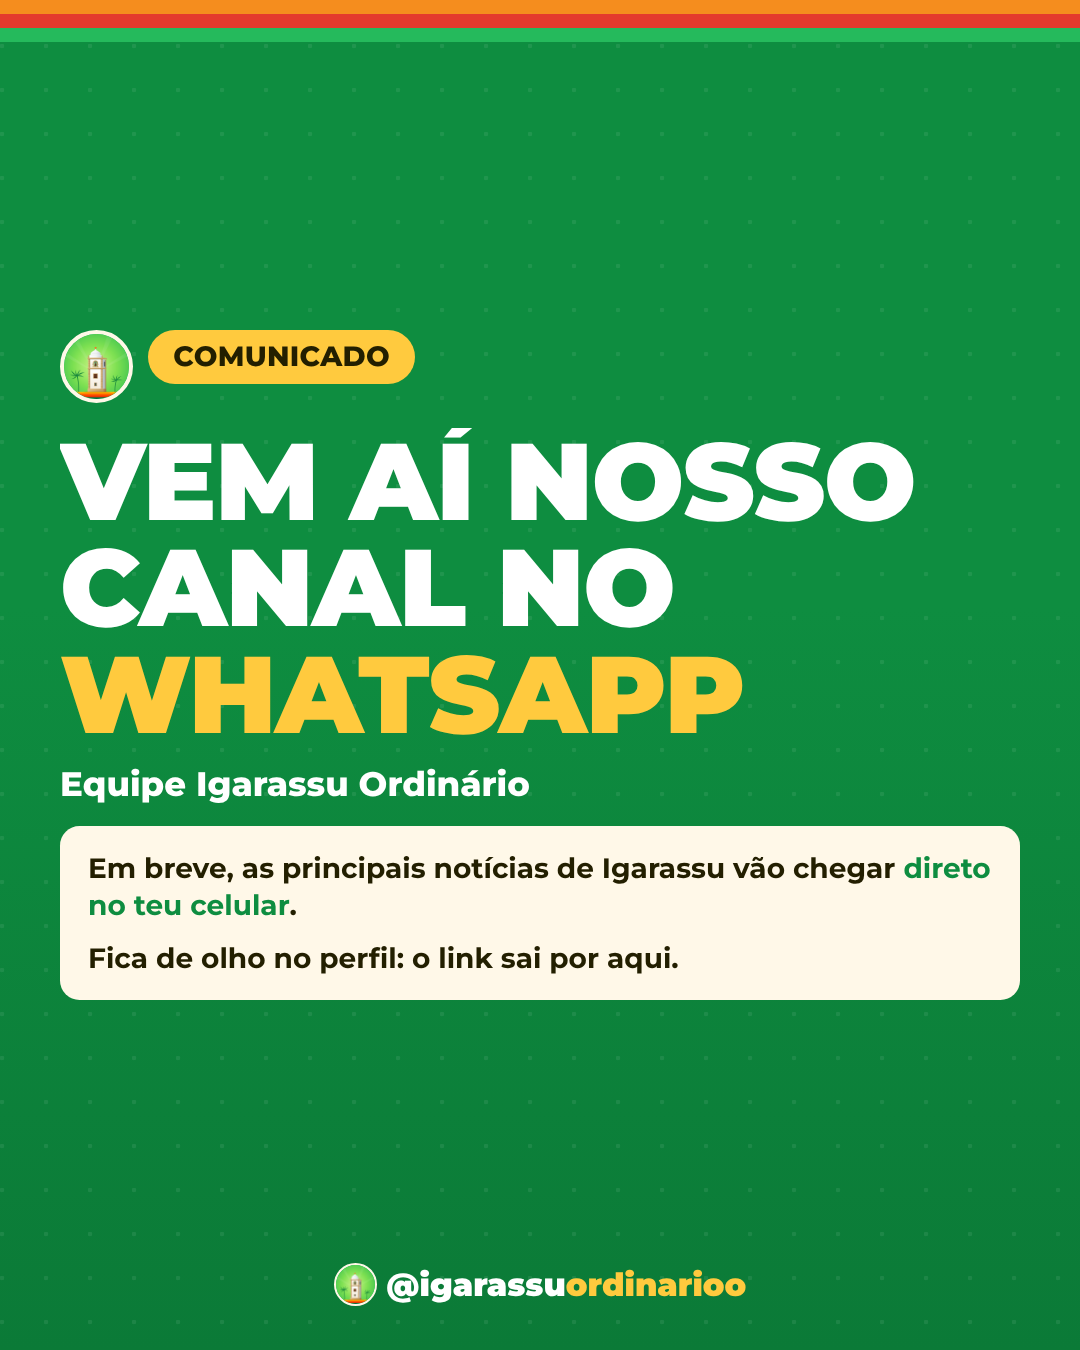 COMUNICADO
VEM AÍ NOSSO
CANAL NO
WHATSAPP
Equipe Igarassu Ordinário
Em breve, as principais notícias de Igarassu vão chegar direto
no teu celular.
Fica de olho no perfil: o link sai por aqui.
@igarassuordinarioo